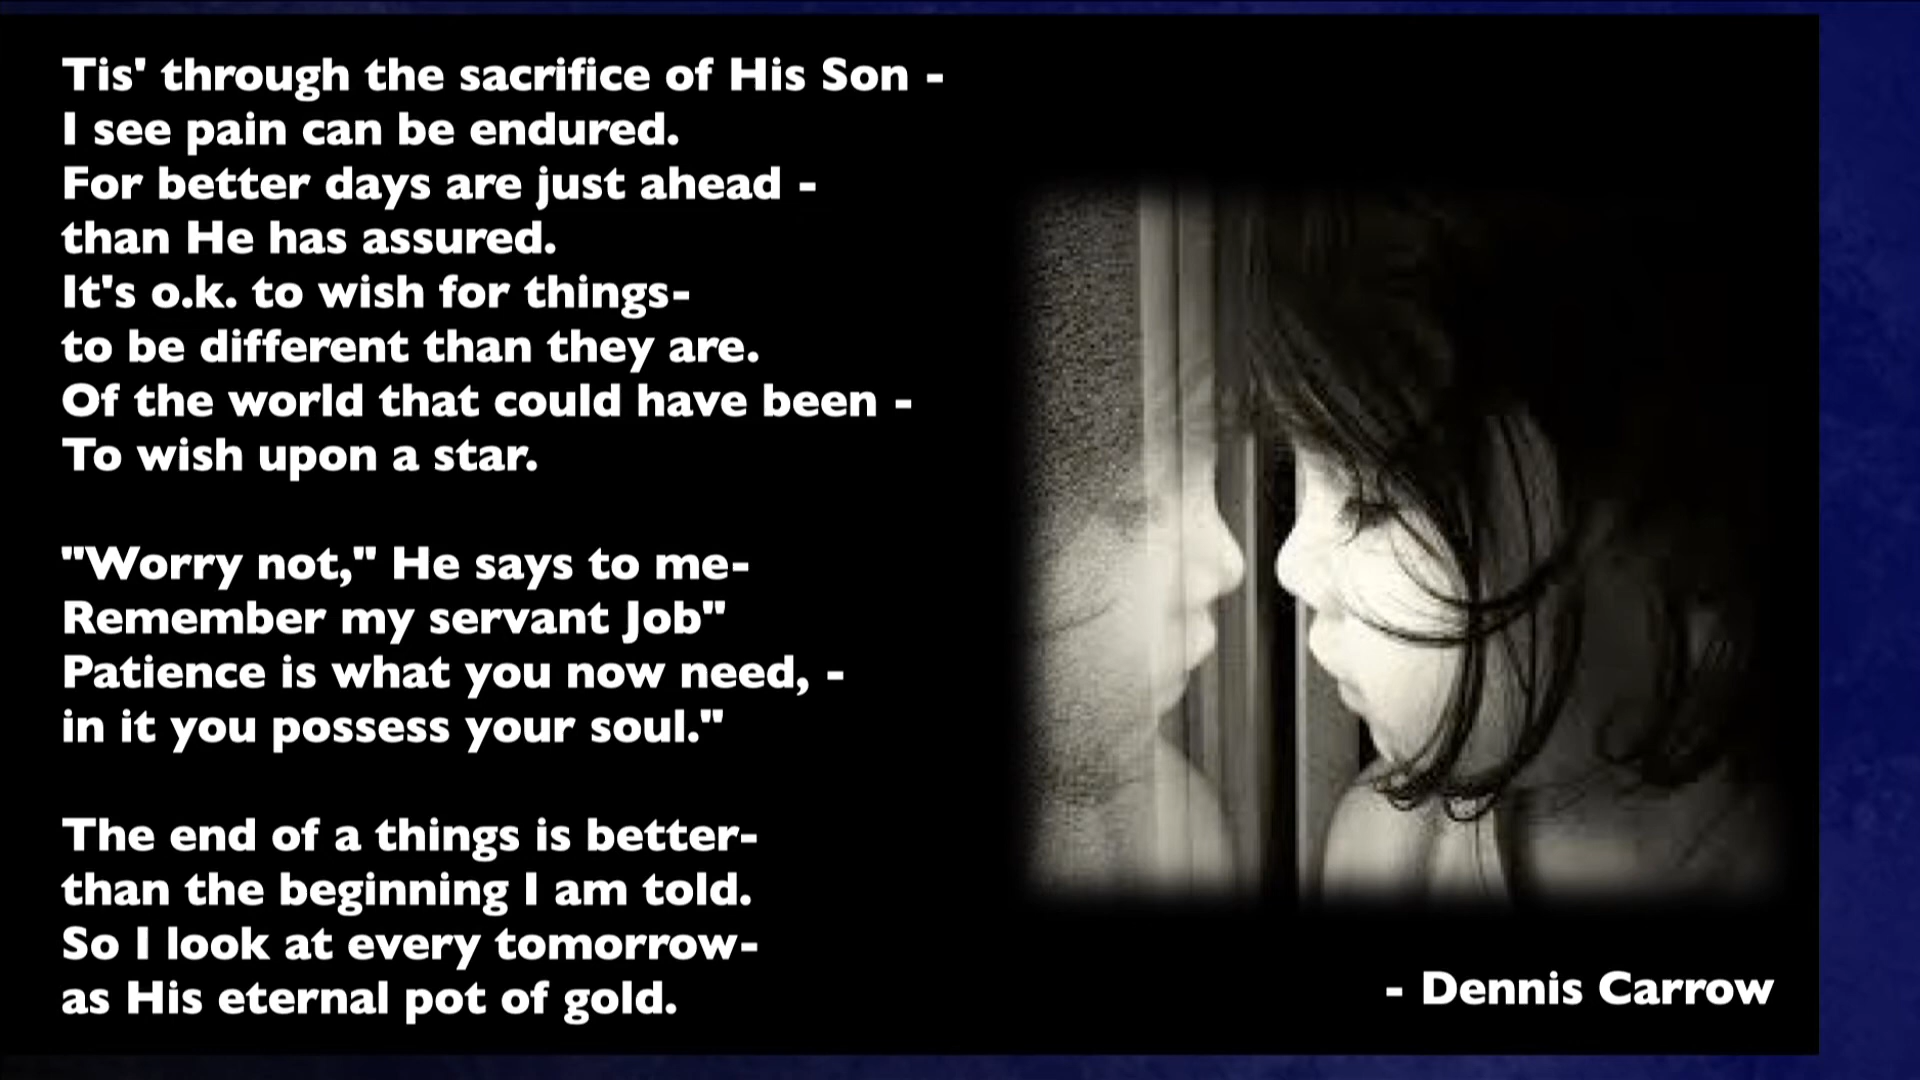 Tis' through the sacrifice of His Son -
I see pain can be endured.
For better days are just ahead -
than He has assured.
It's o.k. to wish for things-
to be different than they are.
Of the world that could have been -
To wish upon a star.
"Worry not," He says to me-
Remember my servant Job"
Patience is what you now need, -
in it you possess your soul."
The end of a things is better-
than the beginning I am told.
So I look at every tomorrow-
as His eternal pot of gold.
- Dennis Carrow